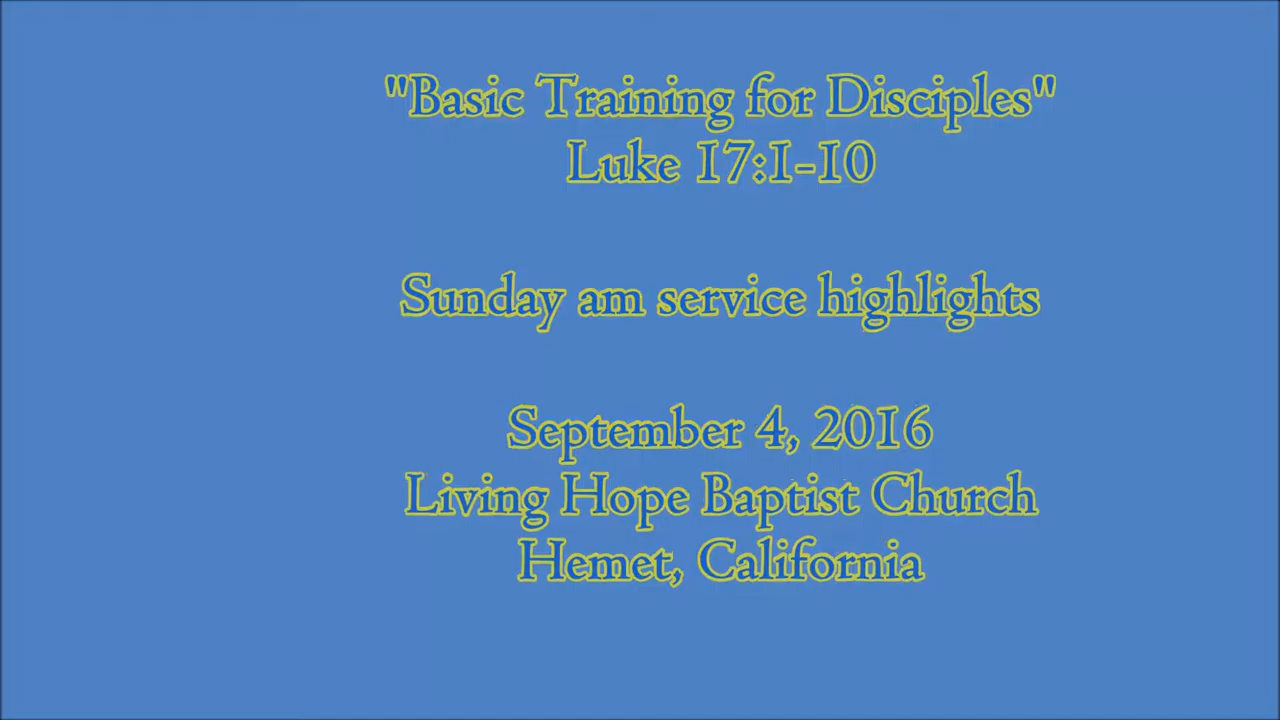 "Basic Training for Disciples"
Luke 17:1-10
Sunday am service highlights
September 4, 2016
Living Hope Baptist Church
Hemet, California